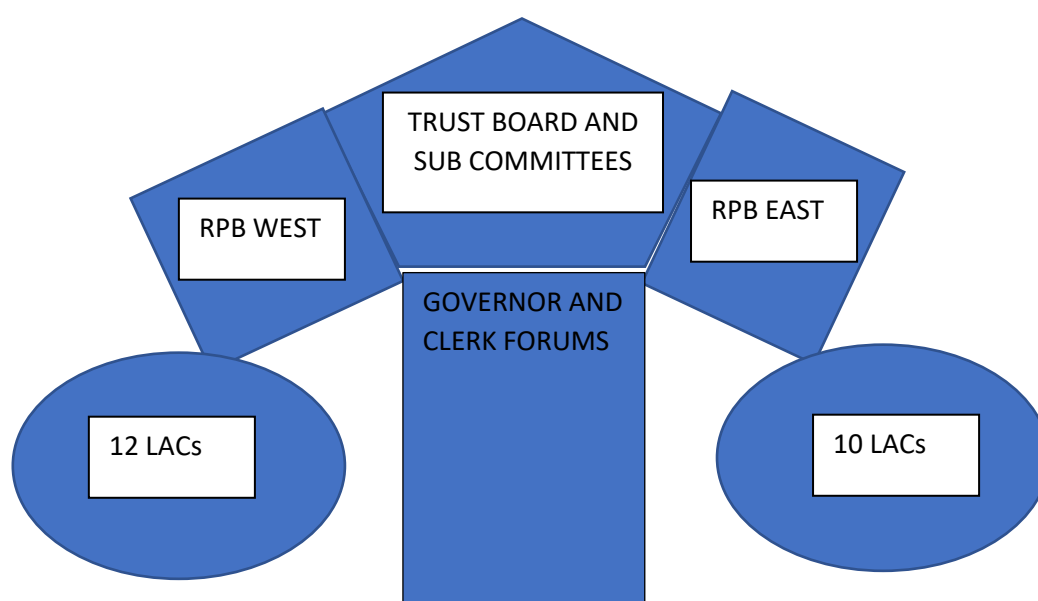 TRUST BOARD AND
SUB COMMITTEES
RPB WEST
RPB EAST
GOVERNOR AND
CLERK FORUMS
12 LACs
10 LACs